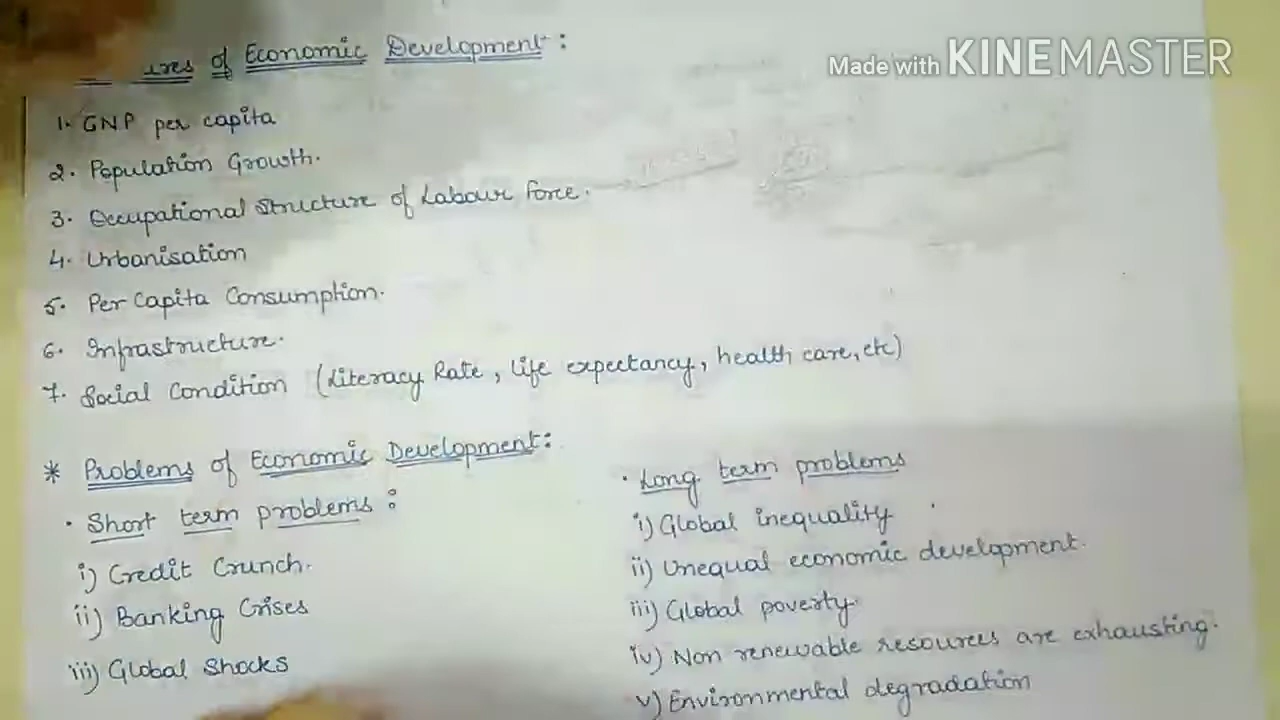 of Economic Development:
Made with KINEMASTER
1. GNP per capita
2. Population Growth.
3. Occupational Structure of Labour force.
4. Urbanisation
5. Per Capita Consumption.
6. Infrastructure.
7. Social Condition (Literacy Rate, life expectancy, health care, etc)
* Problems of Economic Development:
· Short term problems:
i) Credit Crunch.
ii) Banking Crises
iii) Global Shocks
· Long term problems
i) Global inequality
ii) Unequal economic development.
iii) Global poverty.
iv) Non renewable resources are exhausting.
v) Environmental degradation